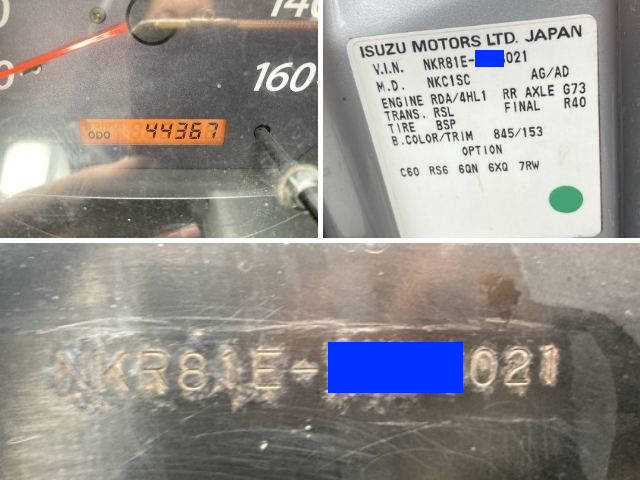 140
160
ODO 44367
ISUZU MOTORS LTD. JAPAN
V.I.N. NKR81E- 021
M.D. NKC1SC AG/AD
ENGINE RDA/4HL1 RR AXLE G73
TRANS. RSL FINAL R40
TIRE BSP
B.COLOR/TRIM 845/153
OPTION
C60 RS6 6QN 6XQ 7RW
NKR81E- 021